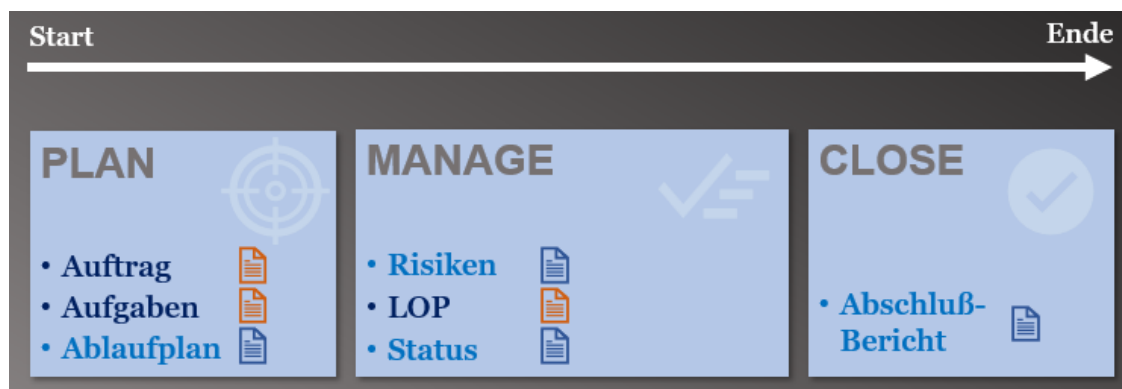 Start
Ende
PLAN
• Auftrag
• Aufgaben
• Ablaufplan
MANAGE
• Risiken
• LOP
• Status
CLOSE
• Abschluß-
Bericht